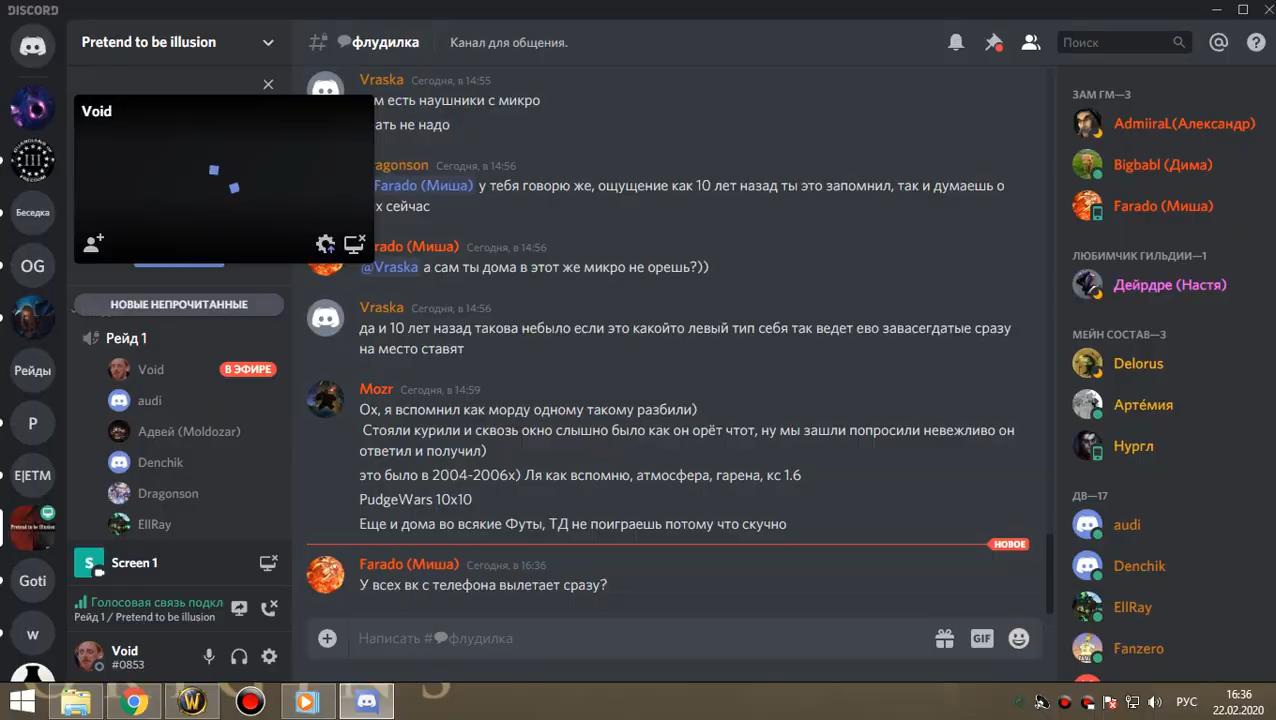 DISCORD
Pretend to be illusion
флудилка
Канал для общения.
Поиск
Void
НОВЫЕ НЕПРОЧИТАННЫЕ
Рейд 1
Void
В ЭФИРЕ
audi
Адвей (Moldozar)
Denchik
Dragonson
EllRay
S
Screen 1
Голосовая связь подкл
Рейд 1 / Pretend to be illusion
Void
#0853
GUARDIANS
III
FREEDOM
Беседка
OG
Рейды
P
E|ETM
Pretend to be illusion
Goti
w
Vraska Сегодня, в 14:55
м есть наушники с микро
ать не надо
ragonson Сегодня, в 14:56
Farado (Миша) у тебя говорю же, ощущение как 10 лет назад ты это запомнил, так и думаешь о
х сейчас
rado (Миша) Сегодня, в 14:56
@Vraska а сам ты дома в этот же микро не орешь?))
Vraska Сегодня, в 14:56
да и 10 лет назад такова небыло если это какойто левый тип себя так ведет ево завасегдатые сразу
на место ставят
Mozr Сегодня, в 14:59
Ох, я вспомнил как морду одному такому разбили)
Стояли курили и сквозь окно слышно было как он орёт чтот, ну мы зашли попросили невежливо он
ответил и получил)
это было в 2004-2006х) Ля как вспомню, атмосфера, гарена, кс 1.6
PudgeWars 10x10
Еще и дома во всякие Футы, ТД не поиграешь потому что скучно
НОВОЕ
Farado (Миша) Сегодня, в 16:36
У всех вк с телефона вылетает сразу?
Написать #флудилка
GIF
ЗАМ ГМ—3
AdmiiraL(Александр)
Bigbabl (Дима)
Farado (Миша)
ЛЮБИМЧИК ГИЛЬДИИ—1
Дейрдре (Настя)
МЕЙН СОСТАВ—3
Delorus
Артéмия
Нургл
ДВ—17
audi
Denchik
EllRay
Fanzero
РУС
16:36
22.02.2020